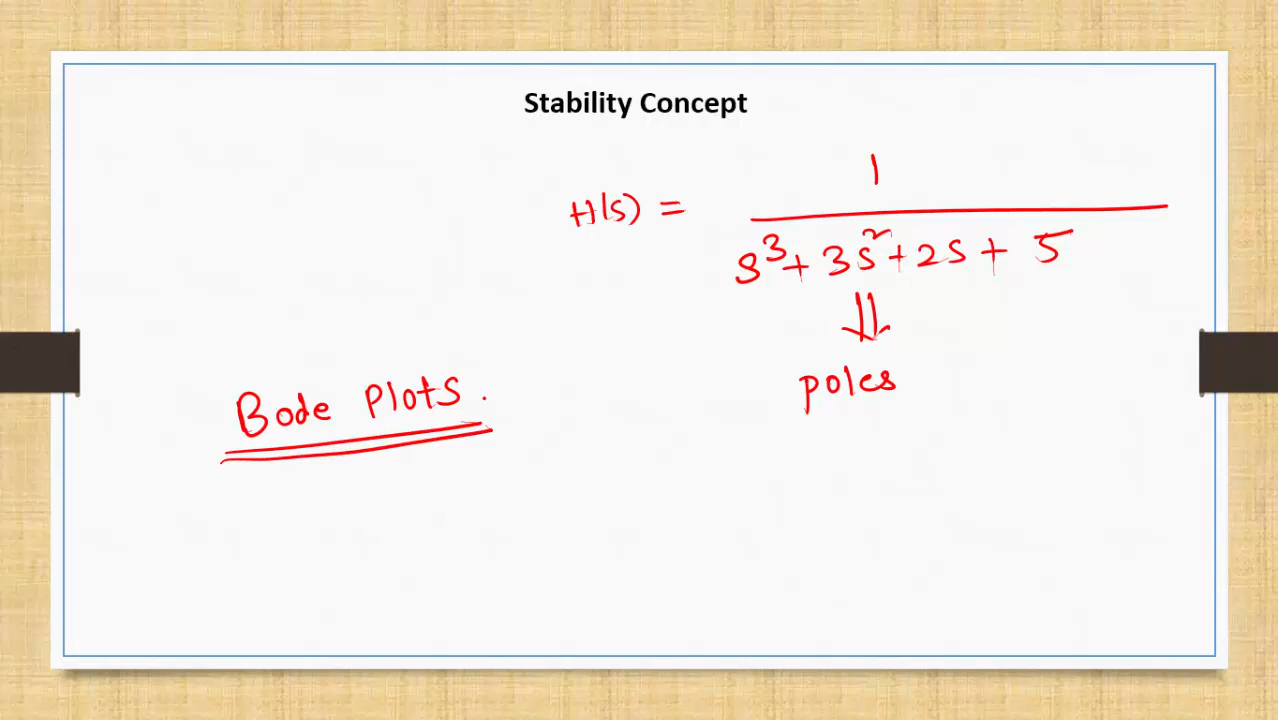 Stability Concept
H(s) = 1
s³ + 3s² + 2s + 5
⇓
poles
Bode Plots.